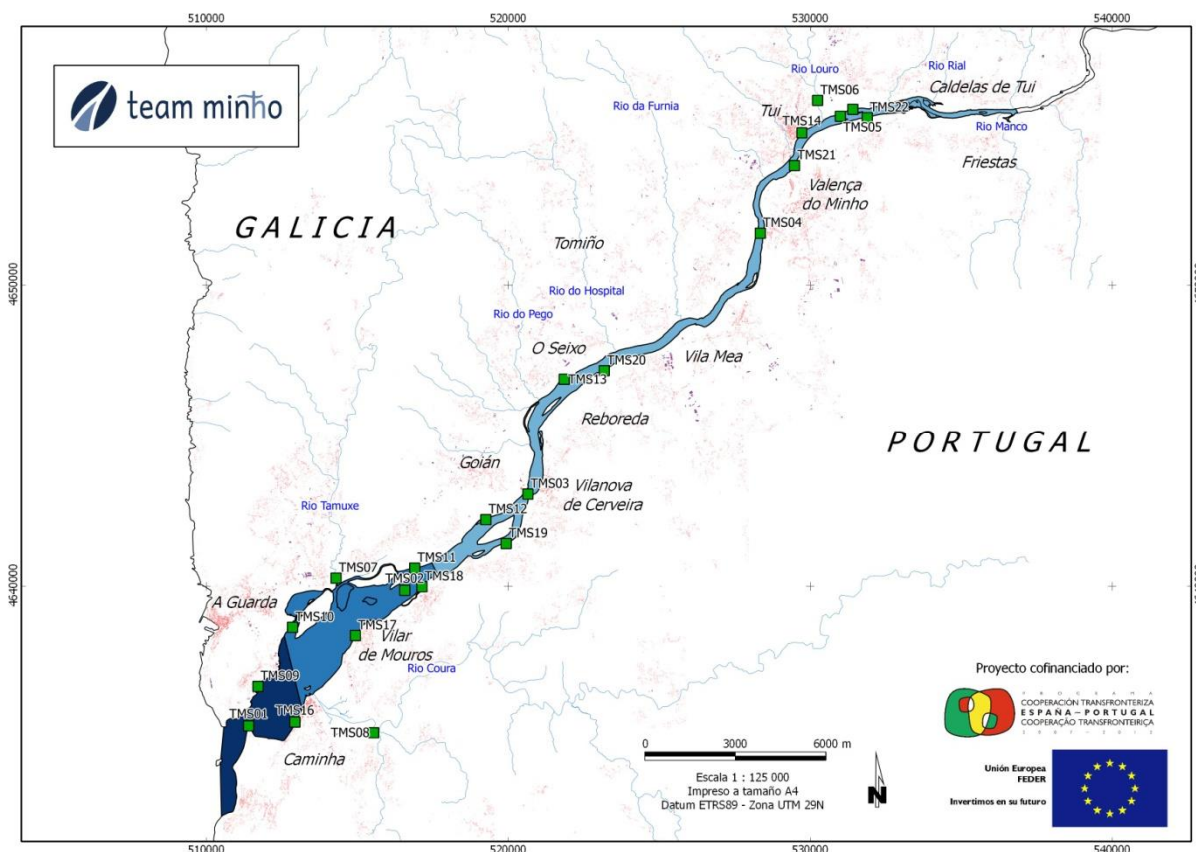 510000
520000
530000
540000
team minho
Rio Louro
Rio Rial
Caldelas de Tui
TMS06
Rio da Furnia
Tui
TMS22
TMS14
TMS05
Rio Manco
Friestas
TMS21
Valença
do Minho
GALICIA
TMS04
Tomiño
4650000
Rio do Hospital
Rio do Pego
O Seixo
TMS20
Vila Mea
TMS13
Reboreda
PORTUGAL
Goián
TMS03
Vilanova
de Cerveira
Rio Tamuxe
TMS12
TMS19
TMS11
TMS07
TMS02
TMS18
4640000
A Guarda
TMS10
TMS17
Vilar
de Mouros
Rio Coura
TMS09
TMS16
TMS01
TMS08
Caminha
Proyecto cofinanciado por:
PROGRAMA
COOPERACIÓN TRANSFRONTERIZA
ESPAÑA – PORTUGAL
COOPERAÇÃO TRANSFRONTEIRIÇA
0
3000
6000 m
Escala 1 : 125 000
Impreso a tamaño A4
Datum ETRS89 - Zona UTM 29N
N
Unión Europea
FEDER
Invertimos en su futuro
510000
520000
530000
540000